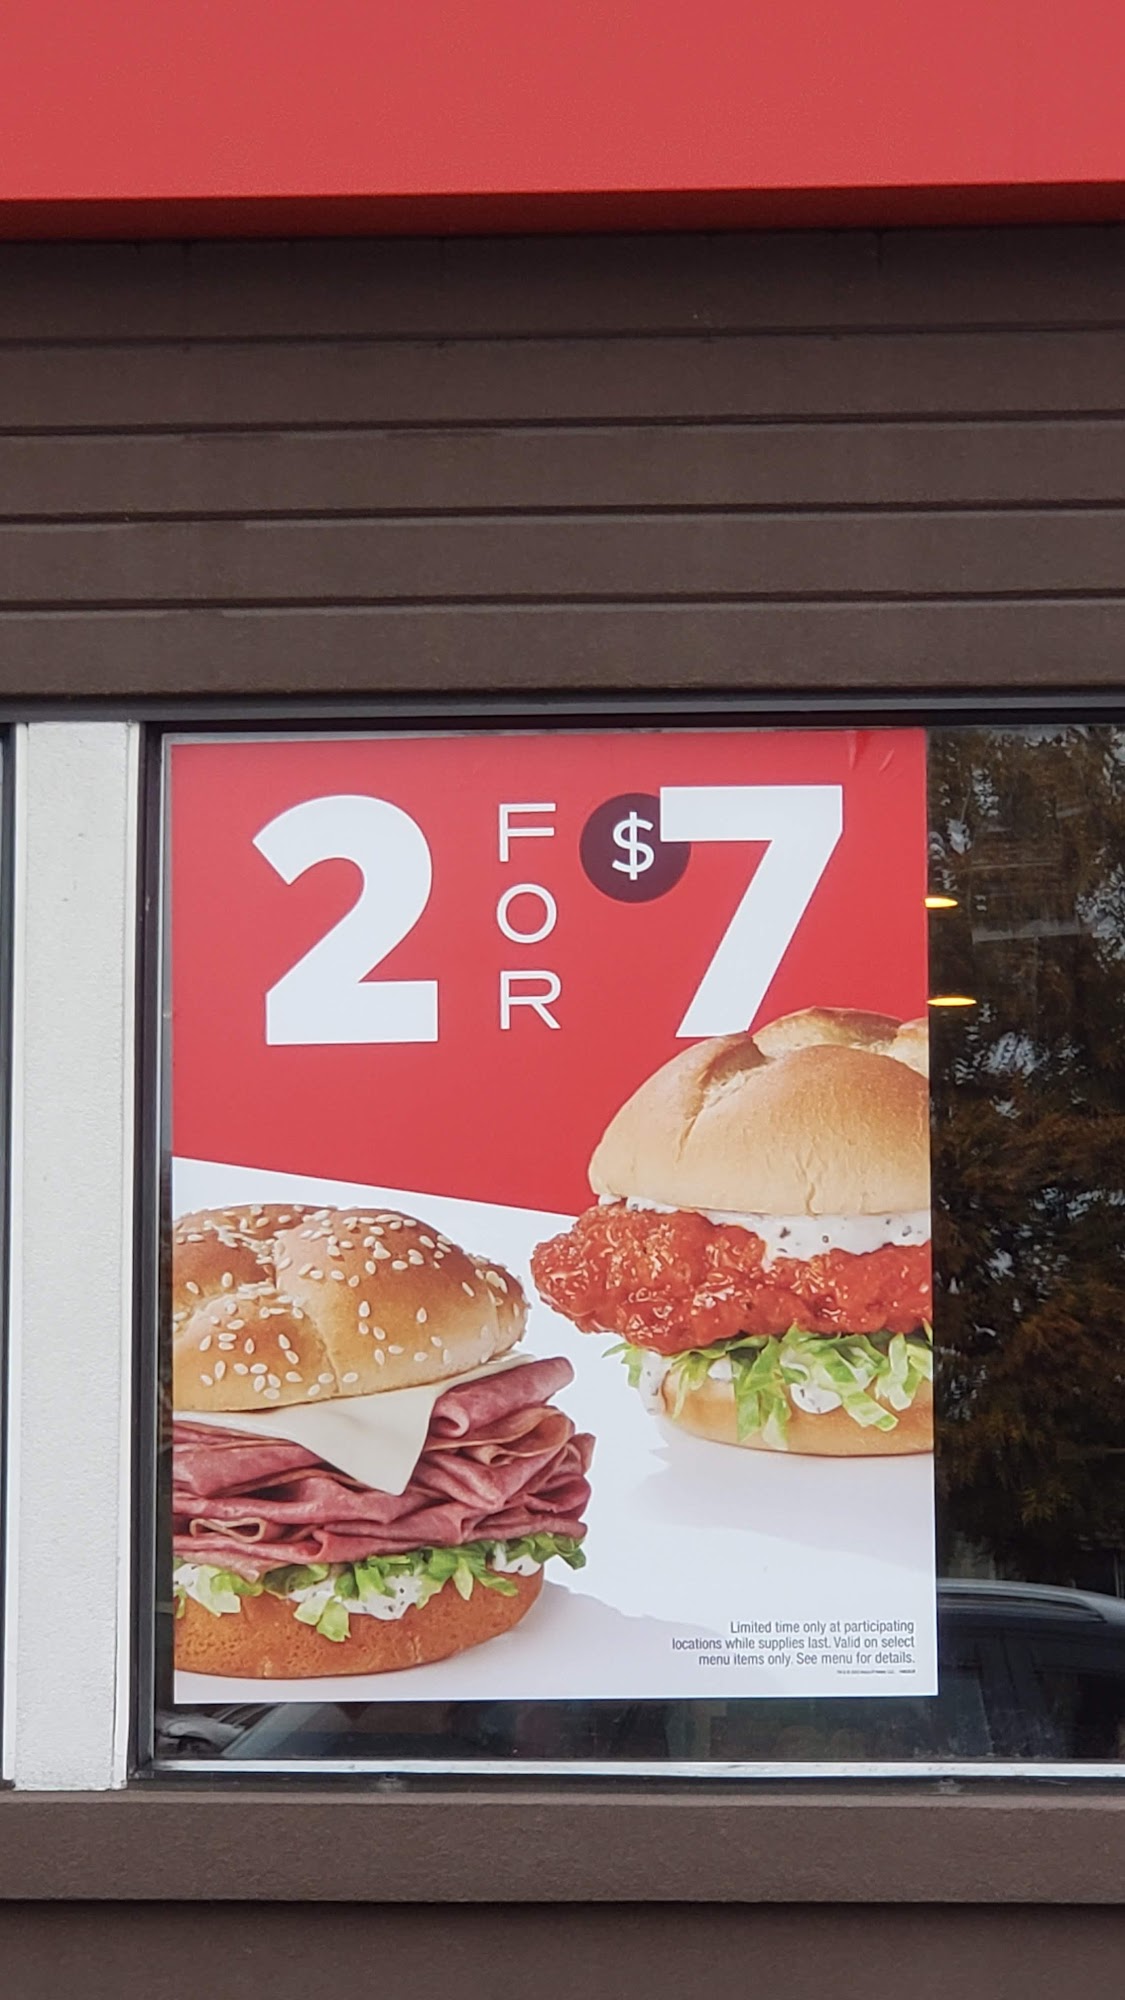 2 FOR $7
Limited time only at participating
locations while supplies last. Valid on select
menu items only. See menu for details.